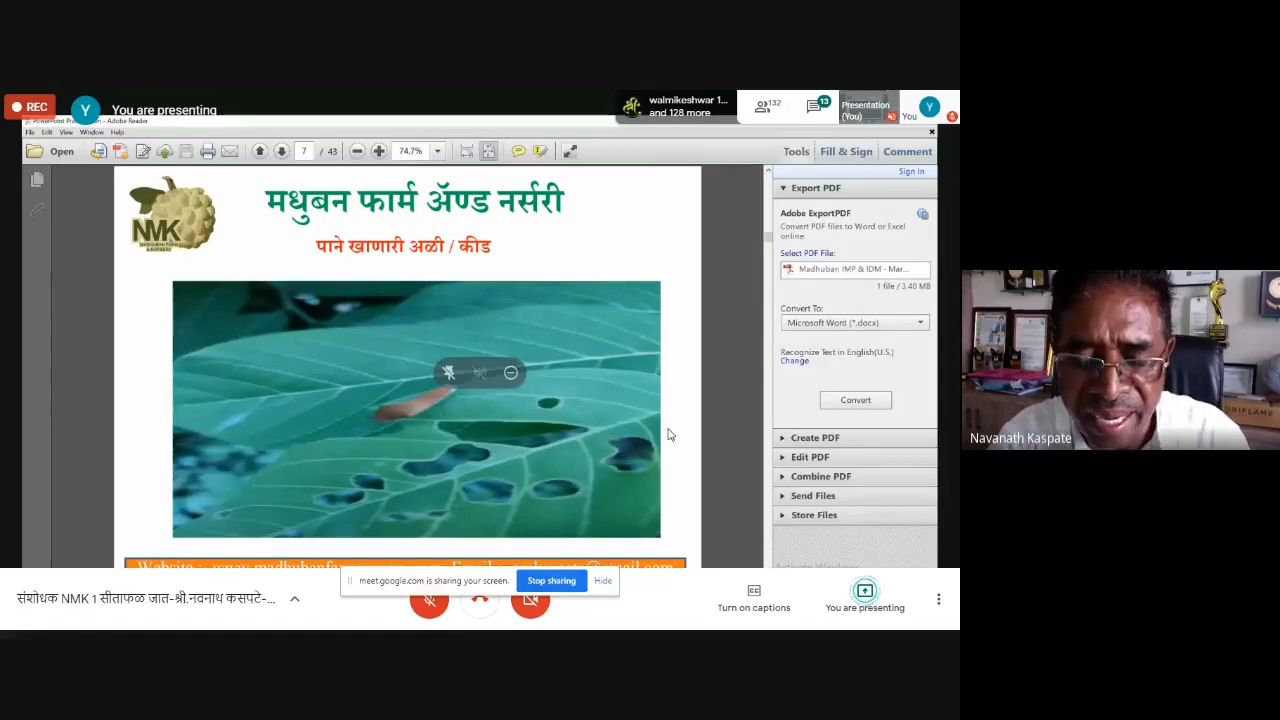 REC
Y
You are presenting
walmikeshwar 1...
and 128 more
132
13
Presentation
(You)
You
Y
File Edit View Window Help
Open
7 / 43
74.7%
Tools
Fill & Sign
Comment
Sign In
NMK
मधुबन फार्म ॲण्ड नर्सरी
पाने खाणारी अळी / कीड
Export PDF
Adobe ExportPDF
Convert PDF files to Word or Excel
online.
Select PDF File:
Madhuban IMP & IDM - Mar...
1 file / 3.40 MB
Convert To:
Microsoft Word (*.docx)
Recognize Text in English(U.S.)
Change
Convert
Create PDF
Edit PDF
Combine PDF
Send Files
Store Files
Navanath Kaspate
meet.google.com is sharing your screen.
Stop sharing
Hide
संशोधक NMK 1 सीताफळ जात-श्री.नवनाथ कसपटे-...
Turn on captions
You are presenting